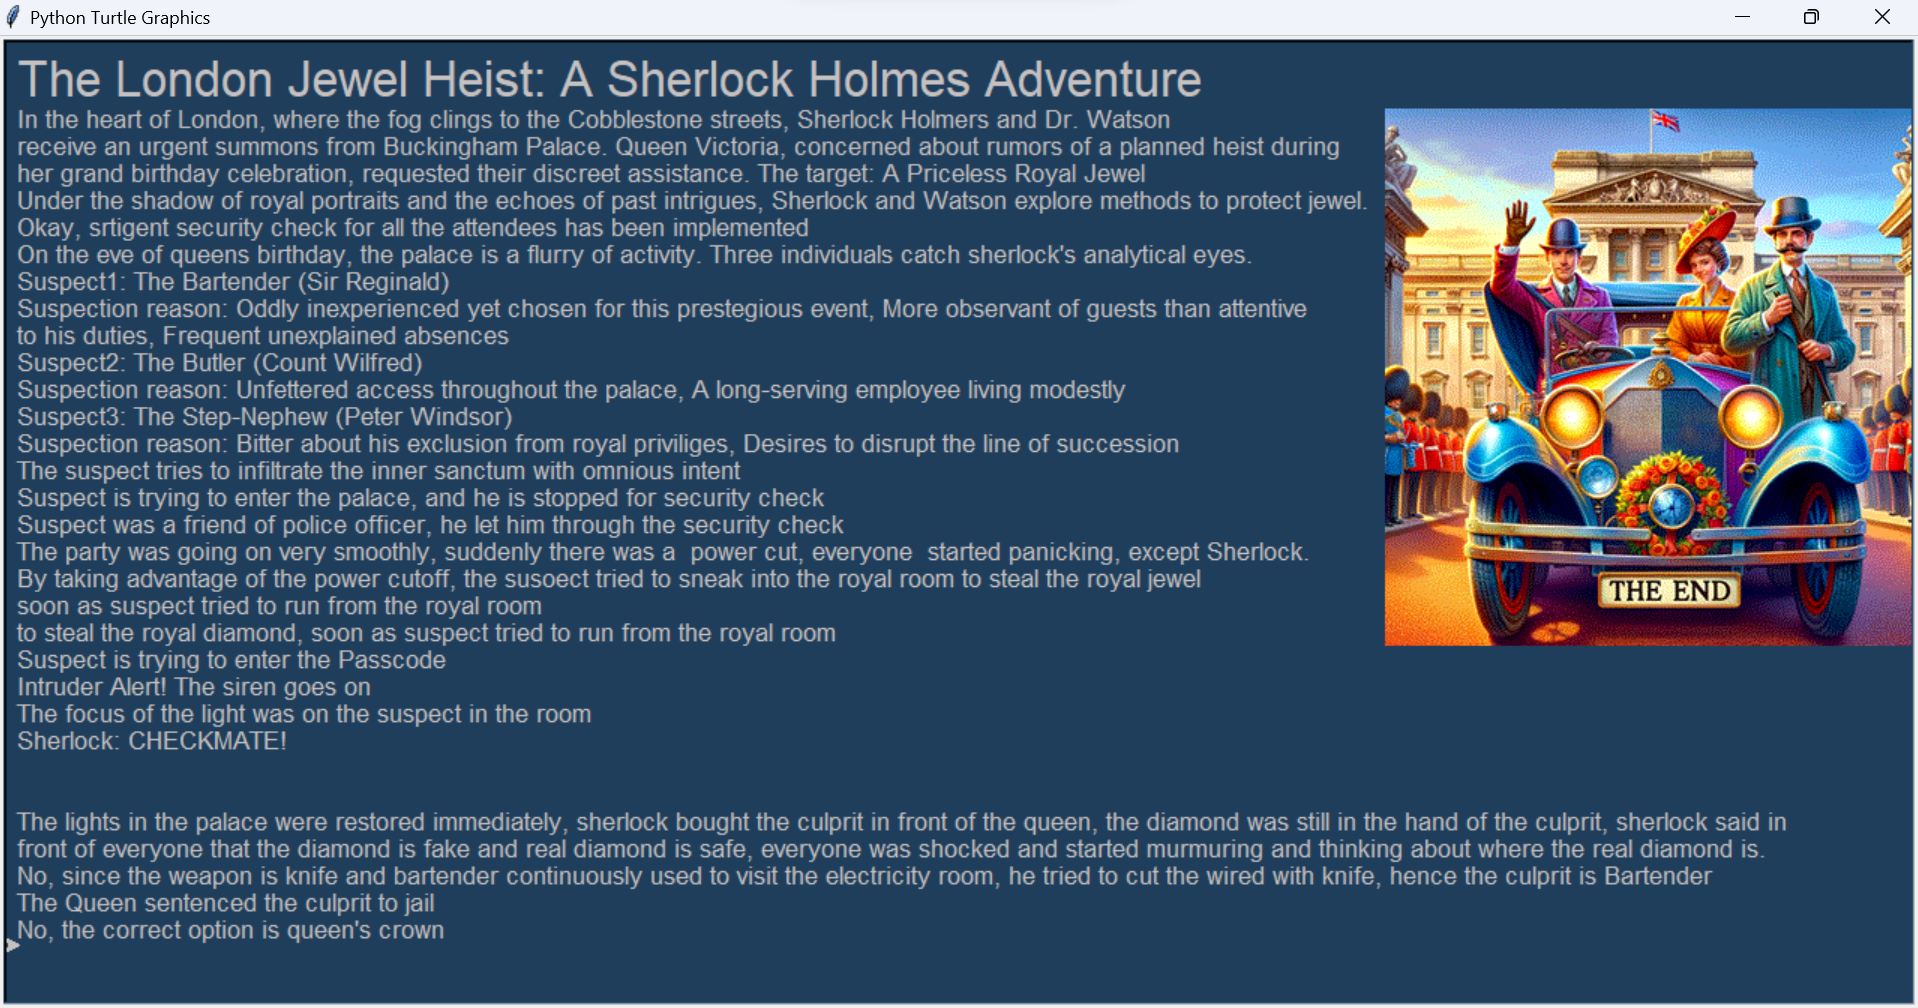 Python Turtle Graphics
The London Jewel Heist: A Sherlock Holmes Adventure
In the heart of London, where the fog clings to the Cobblestone streets, Sherlock Holmers and Dr. Watson
receive an urgent summons from Buckingham Palace. Queen Victoria, concerned about rumors of a planned heist during
her grand birthday celebration, requested their discreet assistance. The target: A Priceless Royal Jewel
Under the shadow of royal portraits and the echoes of past intrigues, Sherlock and Watson explore methods to protect jewel.
Okay, srtigent security check for all the attendees has been implemented
On the eve of queens birthday, the palace is a flurry of activity. Three individuals catch sherlock's analytical eyes.
Suspect1: The Bartender (Sir Reginald)
Suspection reason: Oddly inexperienced yet chosen for this prestegious event, More observant of guests than attentive
to his duties, Frequent unexplained absences
Suspect2: The Butler (Count Wilfred)
Suspection reason: Unfettered access throughout the palace, A long-serving employee living modestly
Suspect3: The Step-Nephew (Peter Windsor)
Suspection reason: Bitter about his exclusion from royal priviliges, Desires to disrupt the line of succession
The suspect tries to infiltrate the inner sanctum with omnious intent
Suspect is trying to enter the palace, and he is stopped for security check
Suspect was a friend of police officer, he let him through the security check
The party was going on very smoothly, suddenly there was a  power cut, everyone  started panicking, except Sherlock.
By taking advantage of the power cutoff, the susoect tried to sneak into the royal room to steal the royal jewel
soon as suspect tried to run from the royal room
to steal the royal diamond, soon as suspect tried to run from the royal room
Suspect is trying to enter the Passcode
Intruder Alert! The siren goes on
The focus of the light was on the suspect in the room
Sherlock: CHECKMATE!
THE END
The lights in the palace were restored immediately, sherlock bought the culprit in front of the queen, the diamond was still in the hand of the culprit, sherlock said in
front of everyone that the diamond is fake and real diamond is safe, everyone was shocked and started murmuring and thinking about where the real diamond is.
No, since the weapon is knife and bartender continuously used to visit the electricity room, he tried to cut the wired with knife, hence the culprit is Bartender
The Queen sentenced the culprit to jail
No, the correct option is queen's crown